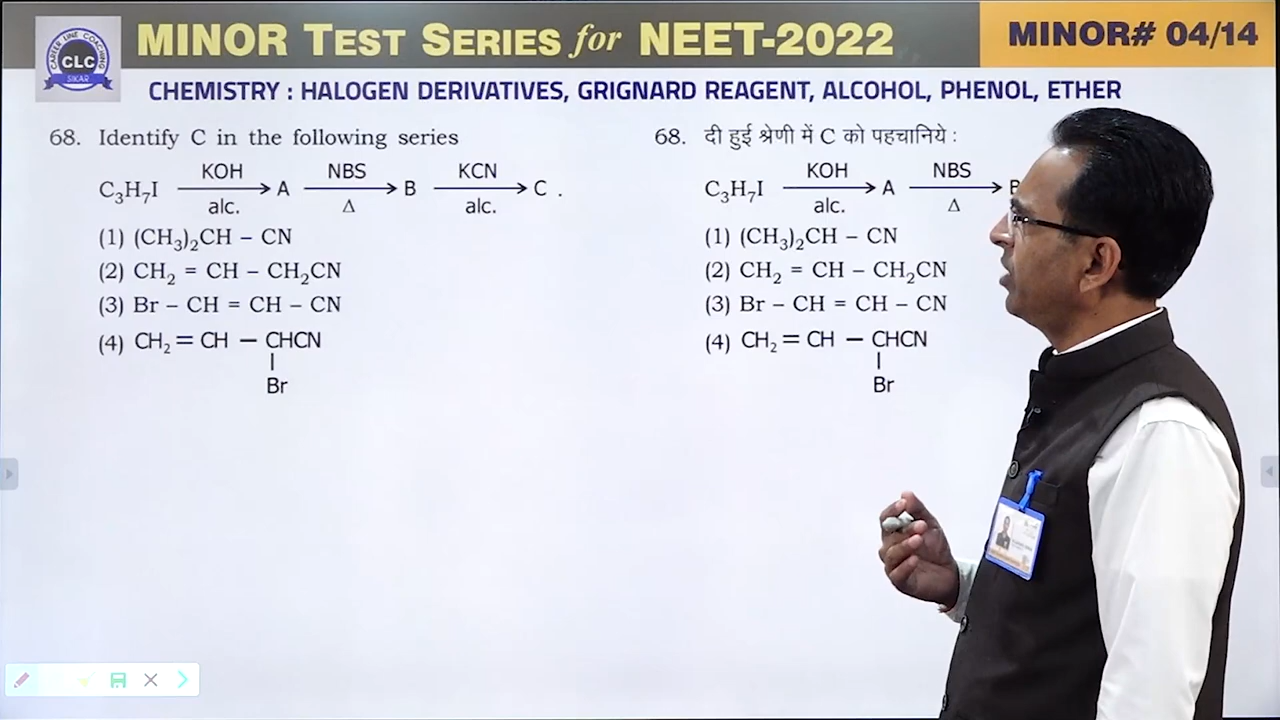 CAREER LINE COACHING
CLC
SIKAR
MINOR TEST SERIES for NEET-2022
MINOR# 04/14
CHEMISTRY : HALOGEN DERIVATIVES, GRIGNARD REAGENT, ALCOHOL, PHENOL, ETHER
68. Identify C in the following series
KOH NBS KCN
C₃H₇I ⟶ A ⟶ B ⟶ C .
alc. Δ alc.
(1) (CH₃)₂CH – CN
(2) CH₂ = CH – CH₂CN
(3) Br – CH = CH – CN
(4) CH₂ = CH – CHCN
|
Br
68. दी हुई श्रेणी में C को पहचानिये :
KOH NBS
C₃H₇I ⟶ A ⟶ B
alc. Δ
(1) (CH₃)₂CH – CN
(2) CH₂ = CH – CH₂CN
(3) Br – CH = CH – CN
(4) CH₂ = CH – CHCN
|
Br